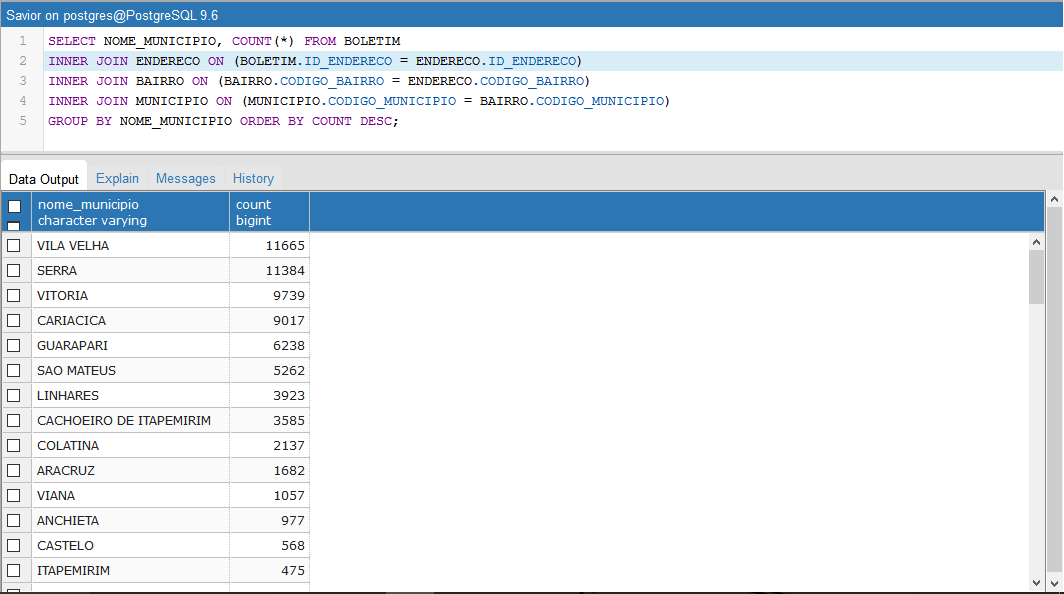 Savior on postgres@PostgreSQL 9.6
1 SELECT NOME_MUNICIPIO, COUNT(*) FROM BOLETIM
2 INNER JOIN ENDERECO ON (BOLETIM.ID_ENDERECO = ENDERECO.ID_ENDERECO)
3 INNER JOIN BAIRRO ON (BAIRRO.CODIGO_BAIRRO = ENDERECO.CODIGO_BAIRRO)
4 INNER JOIN MUNICIPIO ON (MUNICIPIO.CODIGO_MUNICIPIO = BAIRRO.CODIGO_MUNICIPIO)
5 GROUP BY NOME_MUNICIPIO ORDER BY COUNT DESC;
Data Output Explain Messages History
nome_municipio count
character varying bigint
VILA VELHA 11665
SERRA 11384
VITORIA 9739
CARIACICA 9017
GUARAPARI 6238
SAO MATEUS 5262
LINHARES 3923
CACHOEIRO DE ITAPEMIRIM 3585
COLATINA 2137
ARACRUZ 1682
VIANA 1057
ANCHIETA 977
CASTELO 568
ITAPEMIRIM 475